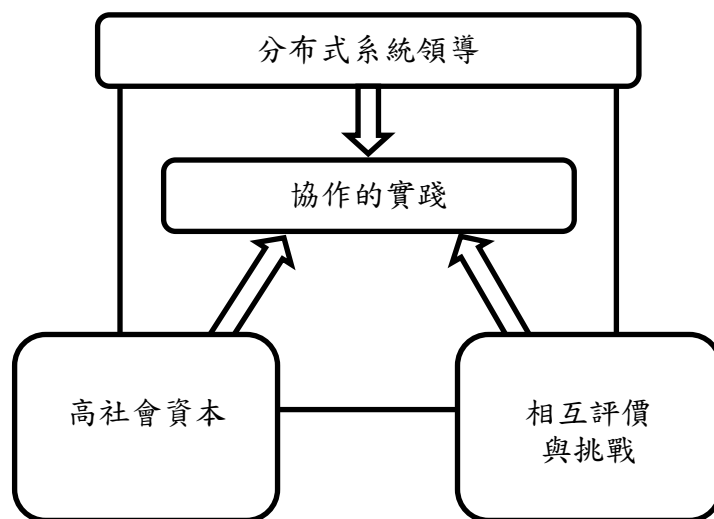 分布式系統領導
協作的實踐
高社會資本
相互評價
與挑戰